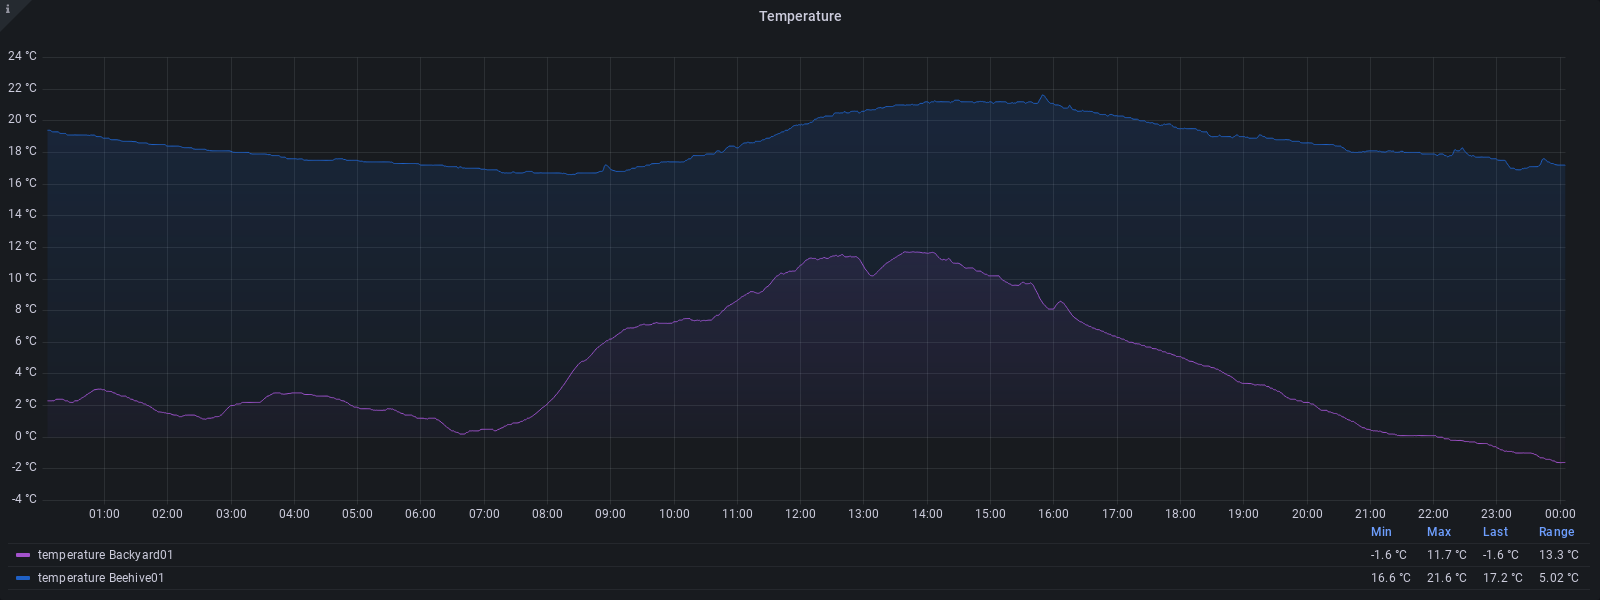 i
Temperature
24 °C
22 °C
20 °C
18 °C
16 °C
14 °C
12 °C
10 °C
8 °C
6 °C
4 °C
2 °C
0 °C
-2 °C
-4 °C
01:00 02:00 03:00 04:00 05:00 06:00 07:00 08:00 09:00 10:00 11:00 12:00 13:00 14:00 15:00 16:00 17:00 18:00 19:00 20:00 21:00 22:00 23:00 00:00
Min Max Last Range
temperature Backyard01 -1.6 °C 11.7 °C -1.6 °C 13.3 °C
temperature Beehive01 16.6 °C 21.6 °C 17.2 °C 5.02 °C